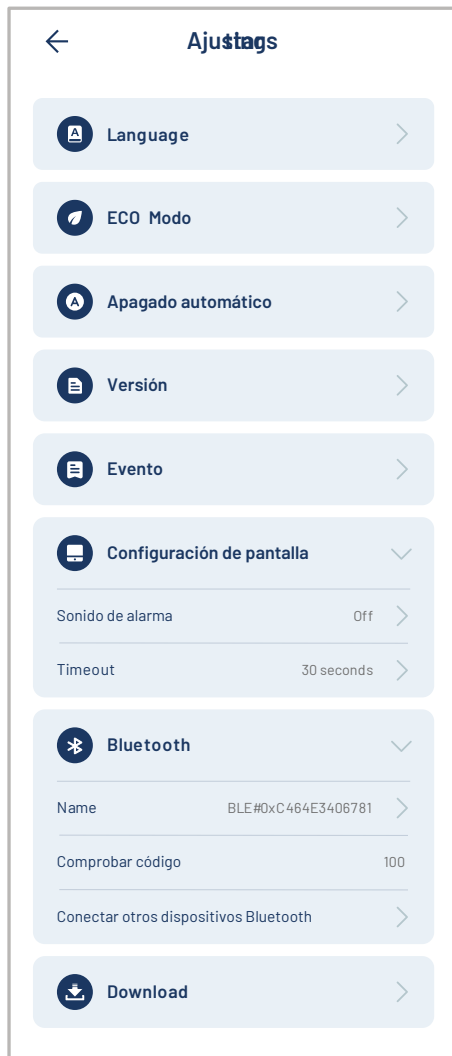 Ajustar
Language
ECO Modo
Apagado automático
Versión
Evento
Configuración de pantalla
Sonido de alarma Off
Timeout 30 seconds
Bluetooth
Name BLE#0xC464E3406781
Comprobar código 100
Conectar otros dispositivos Bluetooth
Download